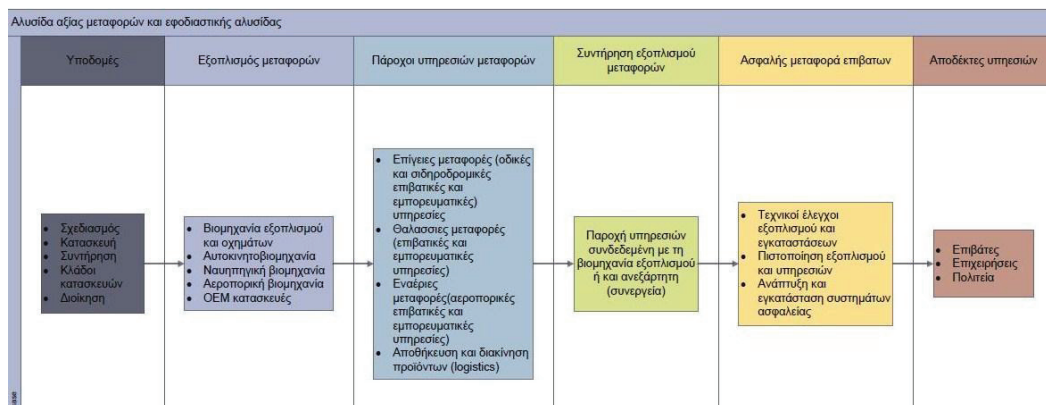 Αλυσίδα αξίας μεταφορών και εφοδιαστικής αλυσίδας
Υποδομές
Εξοπλισμός μεταφορών
Πάροχοι υπηρεσιών μεταφορών
Συντήρηση εξοπλισμού
μεταφορών
Ασφαλής μεταφορά επιβατων
Αποδέκτες υπηεσιών
• Σχεδιασμός
• Κατασκευή
• Συντήρηση
• Κλάδοι
κατασκευών
• Διοίκηση
• Βιομηχανία εξοπλισμού
και οχημάτων
• Αυτοκινητοβιομηχανία
• Ναυπηγική βιομηχανία
• Αεροπορική βιομηχανία
• OEM κατασκευές
• Επίγειες μεταφορές (οδικές
και σιδηροδρομικές
επιβατικές και
εμπορευματικές)
υπηρεσίες
• Θαλασσιες μεταφορές
(επιβατικές και
εμπορευματικές
υπηρεσίες)
• Εναέριες
μεταφορές(αεροπορικές
επιβατικές και
εμπορευματικές
υπηρεσίες)
• Αποθήκευση και διακίνηση
προϊόντων (logistics)
Παροχή υπηρεσιών
συνδεδεμένη με τη
βιομηχανία εξοπλισμού
ή και ανεξάρτητη
(συνεργεία)
• Τεχνικοί έλεγχοι
εξοπλισμού και
εγκαταστάσεων
• Πιστοποίηση εξοπλισμού
και υπηρεσιών
• Ανάπτυξη και
εγκατάσταση συστημάτων
ασφαλείας
• Επιβάτες
• Επιχειρήσεις
• Πολιτεία